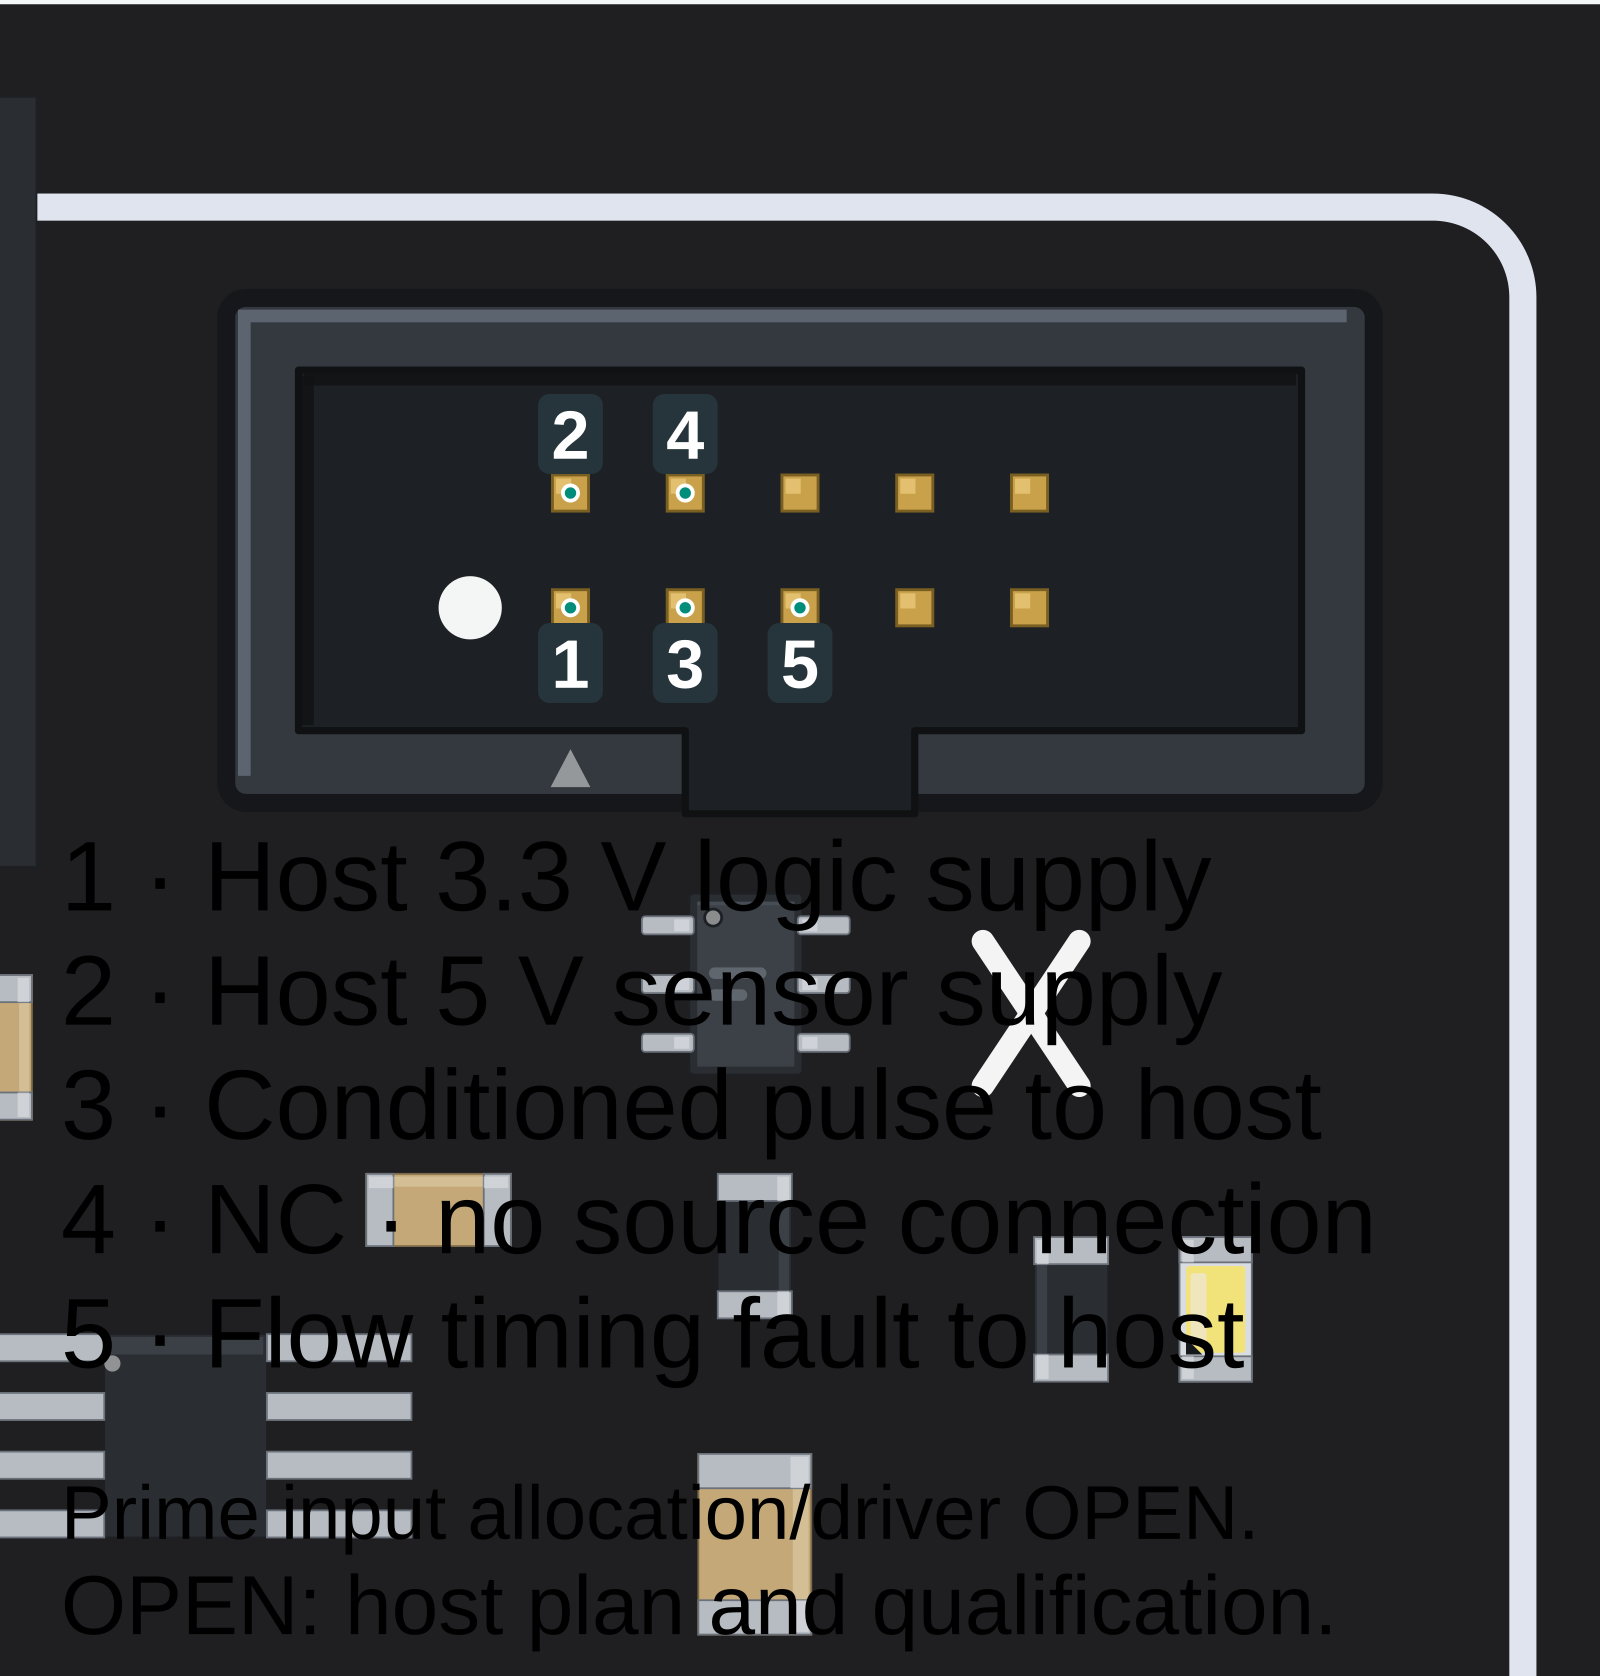 2 4
1 3 5
1 · Host 3.3 V logic supply
2 · Host 5 V sensor supply
X
3 · Conditioned pulse to host
4 · NC · no source connection
5 · Flow timing fault to host
Prime input allocation/driver OPEN.
OPEN: host plan and qualification.